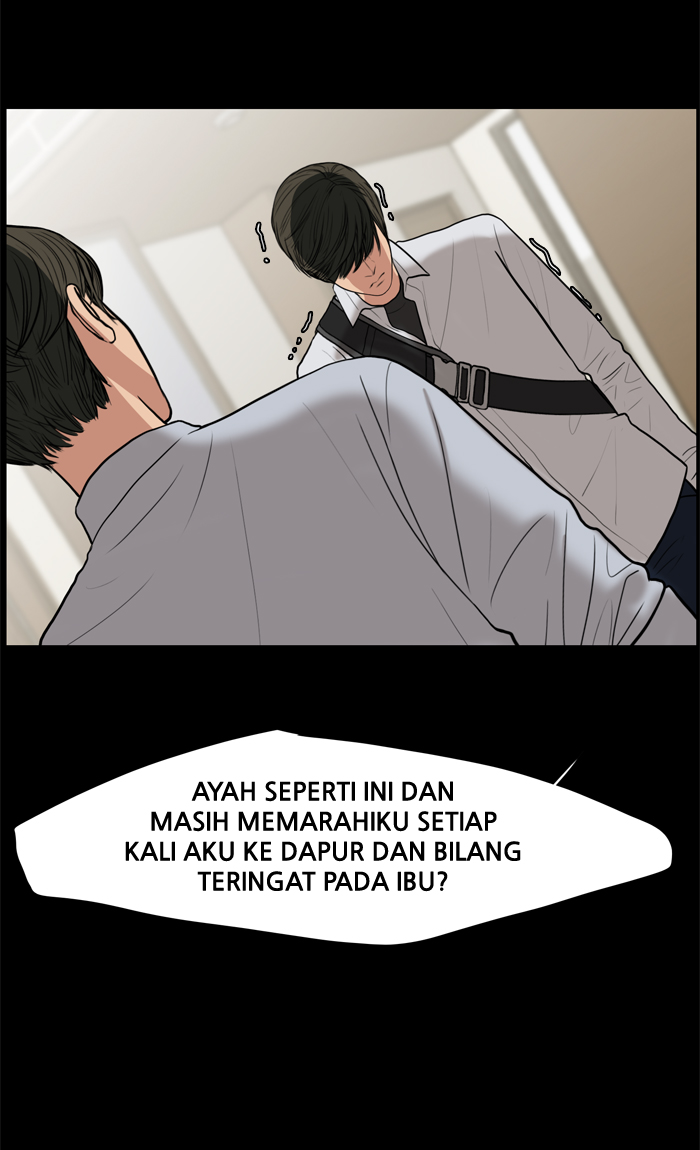 AYAH SEPERTI INI DAN
MASIH MEMARAHIKU SETIAP
KALI AKU KE DAPUR DAN BILANG
TERINGAT PADA IBU?